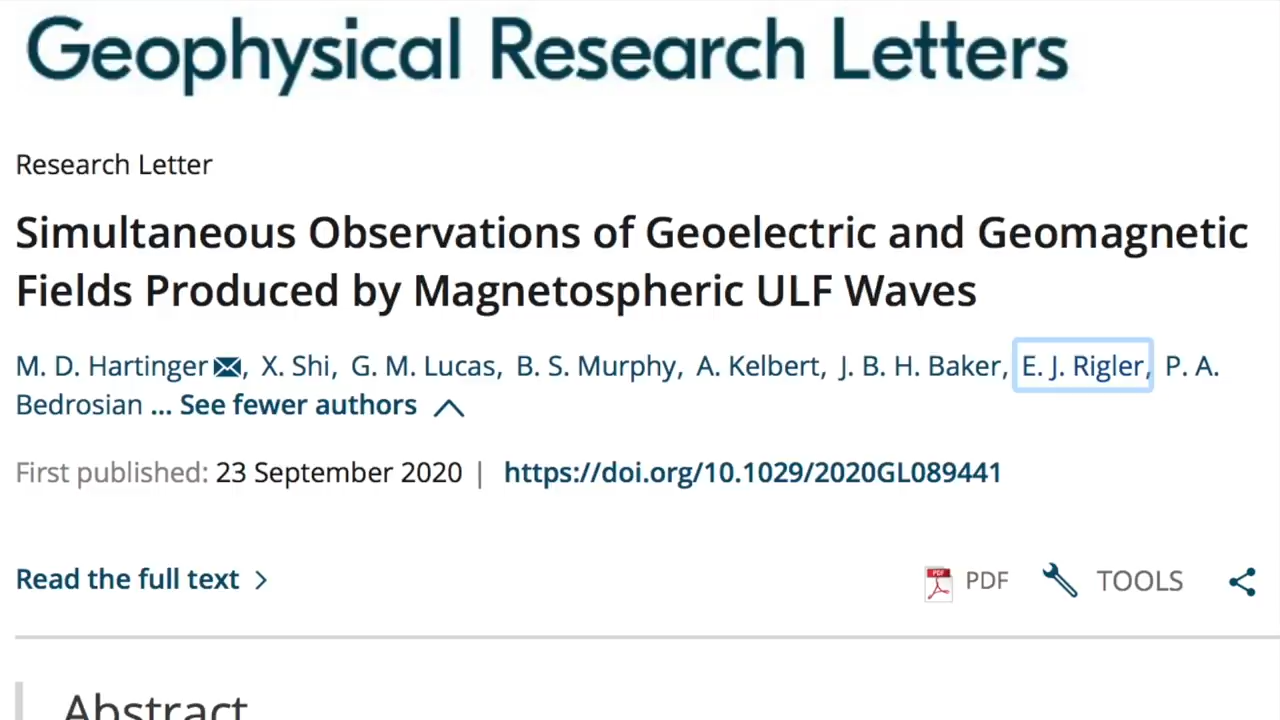 Geophysical Research Letters
Research Letter
Simultaneous Observations of Geoelectric and Geomagnetic
Fields Produced by Magnetospheric ULF Waves
M. D. Hartinger, X. Shi, G. M. Lucas, B. S. Murphy, A. Kelbert, J. B. H. Baker, E. J. Rigler, P. A.
Bedrosian ... See fewer authors
First published: 23 September 2020 | https://doi.org/10.1029/2020GL089441
Read the full text
PDF PDF TOOLS
Abstract